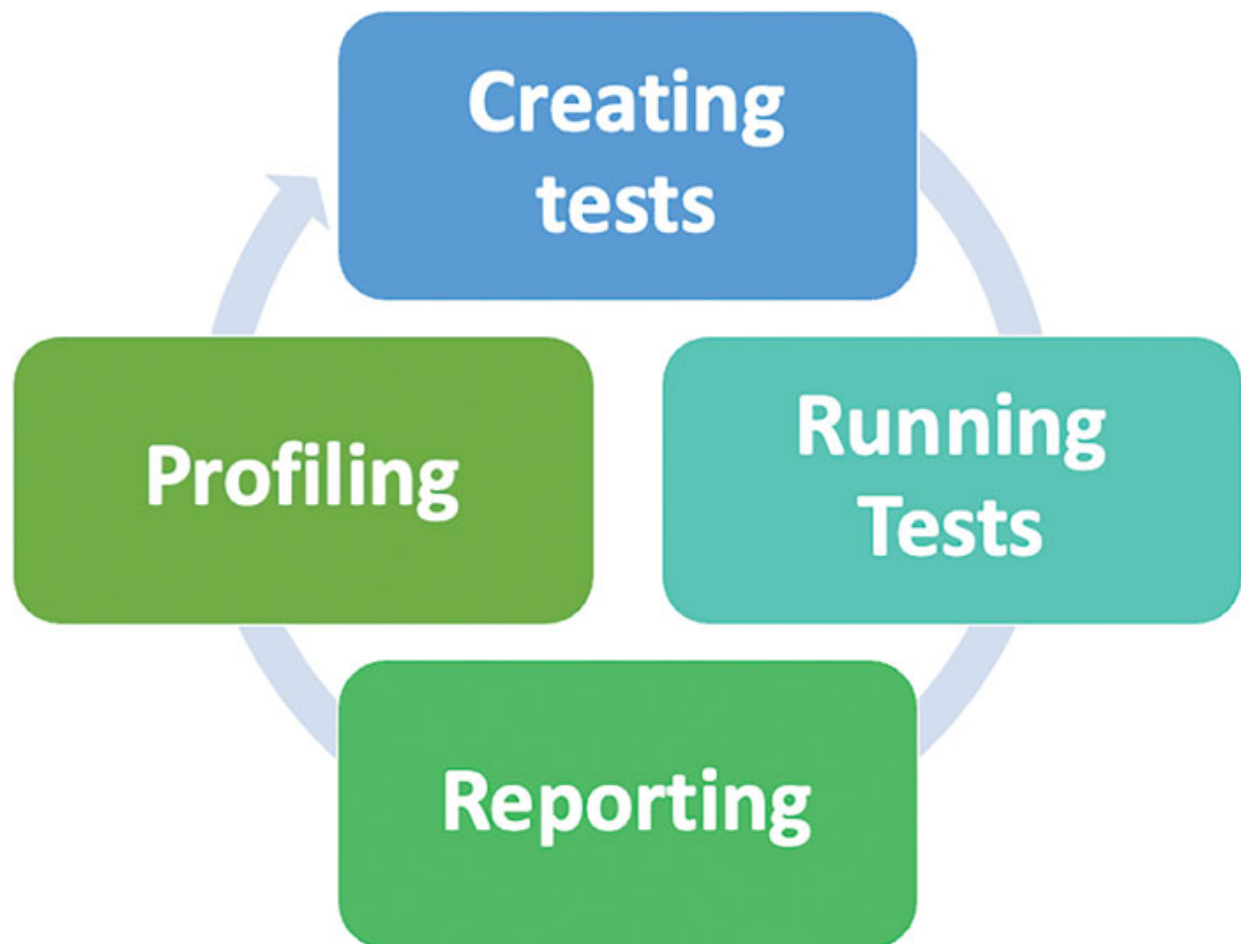 Creating
tests
Running
Tests
Reporting
Profiling